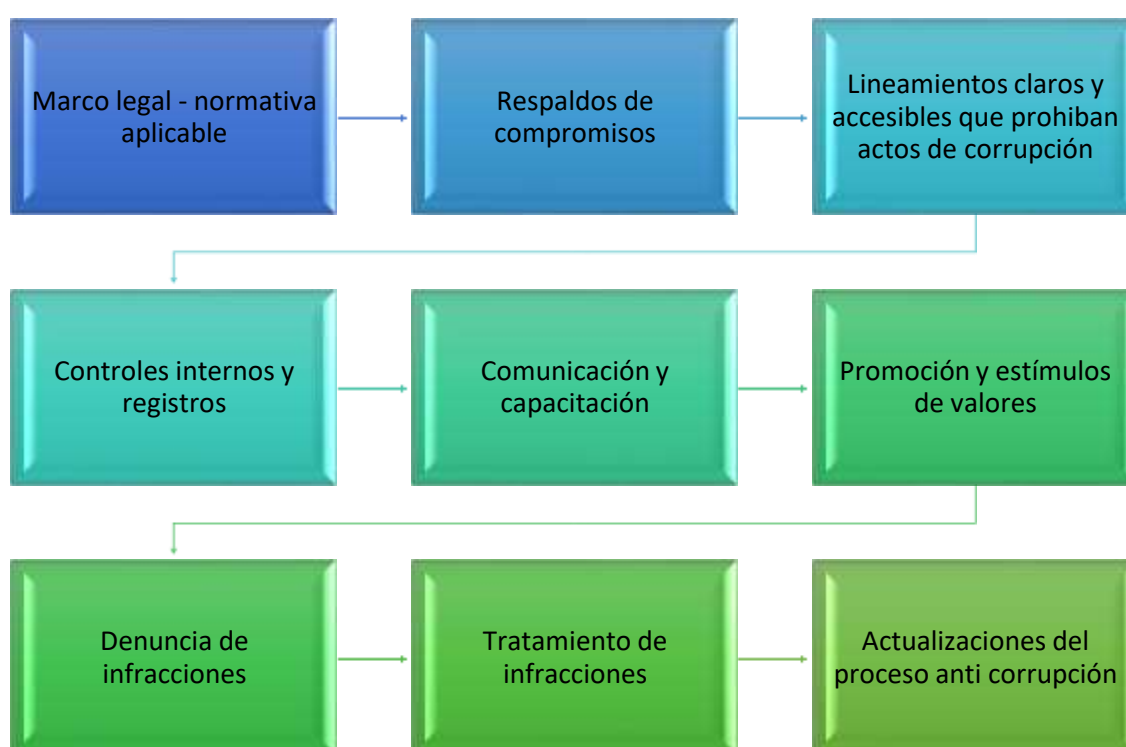 Marco legal - normativa
aplicable
Respaldos de
compromisos
Lineamientos claros y
accesibles que prohiban
actos de corrupción
Controles internos y
registros
Comunicación y
capacitación
Promoción y estímulos
de valores
Denuncia de
infracciones
Tratamiento de
infracciones
Actualizaciones del
proceso anti corrupción